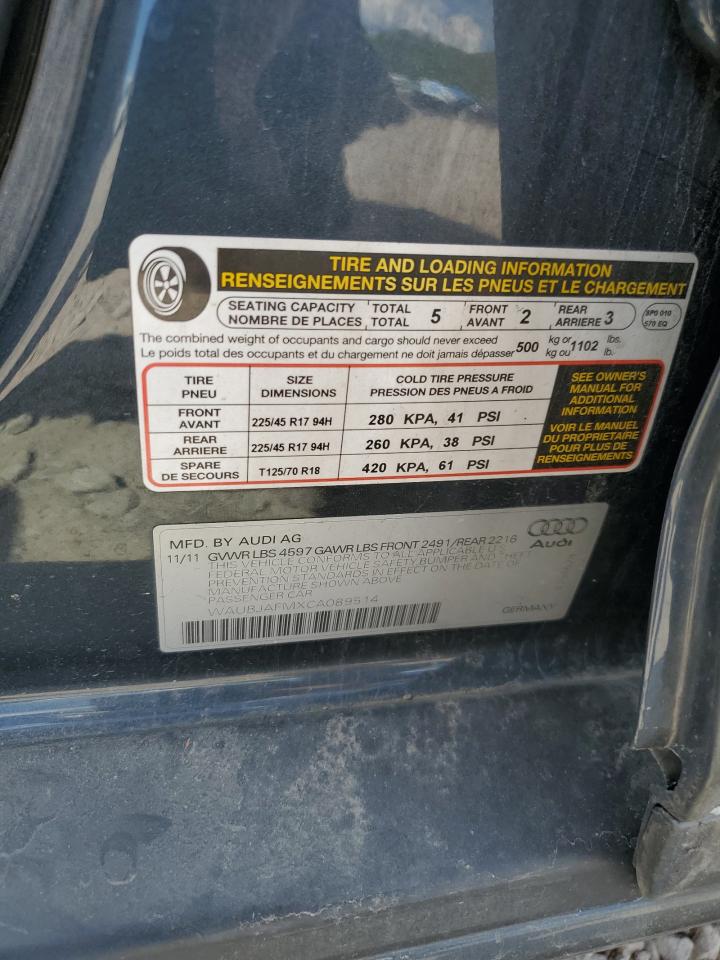 TIRE AND LOADING INFORMATION
RENSEIGNEMENTS SUR LES PNEUS ET LE CHARGEMENT
SEATING CAPACITY TOTAL 5 FRONT 2 REAR 3
NOMBRE DE PLACES TOTAL AVANT ARRIERE
8P0 010
570 EQ
The combined weight of occupants and cargo should never exceed 500 kg or 1102 lbs.
Le poids total des occupants et du chargement ne doit jamais dépasser kg ou lb.
TIRE SIZE COLD TIRE PRESSURE
PNEU DIMENSIONS PRESSION DES PNEUS A FROID
FRONT
AVANT 225/45 R17 94H 280 KPA, 41 PSI
REAR
ARRIERE 225/45 R17 94H 260 KPA, 38 PSI
SPARE
DE SECOURS T125/70 R18 420 KPA, 61 PSI
SEE OWNER'S
MANUAL FOR
ADDITIONAL
INFORMATION
VOIR LE MANUEL
DU PROPRIETAIRE
POUR PLUS DE
RENSEIGNEMENTS
MFD. BY AUDI AG
11/11 GVWR LBS 4597 GAWR LBS FRONT 2491/REAR 2216
THIS VEHICLE CONFORMS TO ALL APPLICABLE U.S.
FEDERAL MOTOR VEHICLE SAFETY BUMPER AND THEFT
PREVENTION STANDARDS IN EFFECT ON THE DATE OF
MANUFACTURE SHOWN ABOVE
PASSENGER CAR
WAUBJAFMXCA089514
Audi
GERMANY